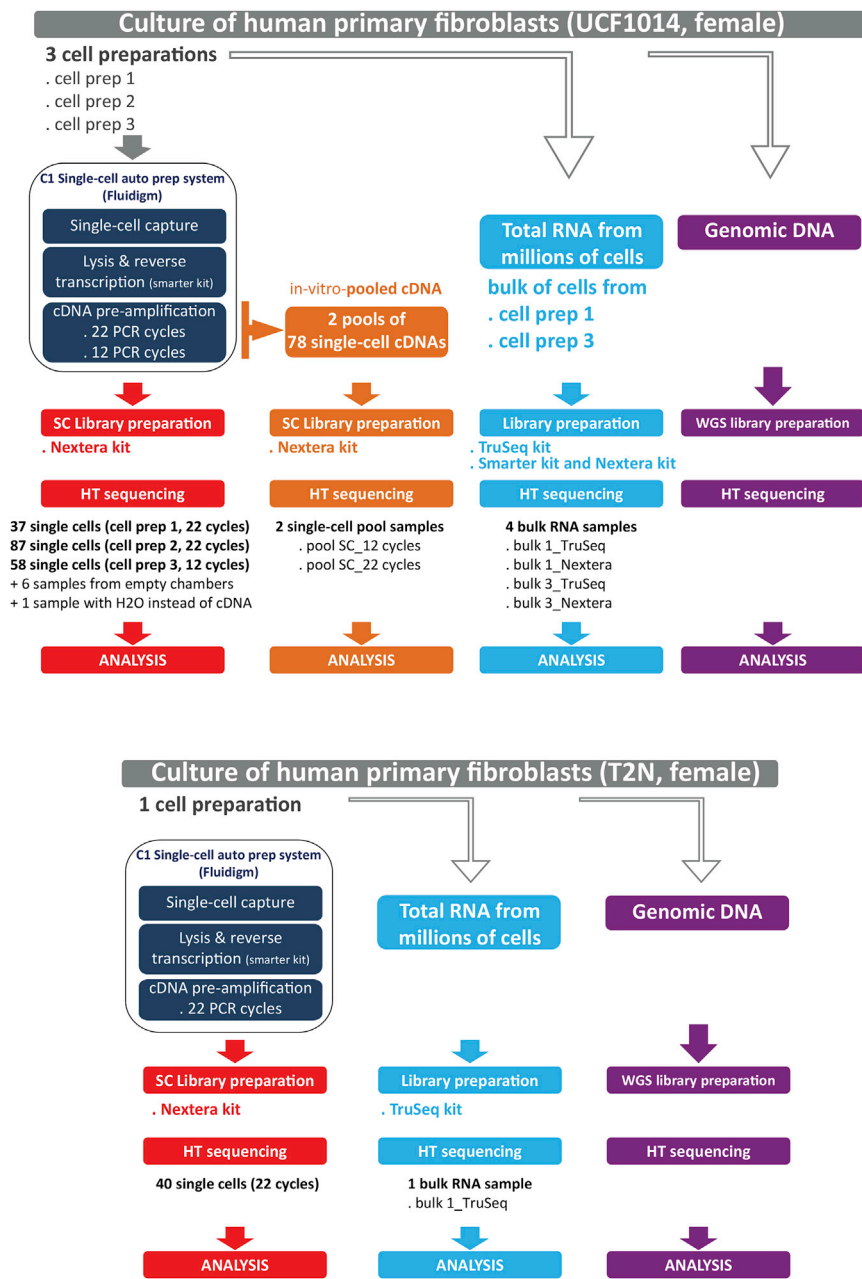 Culture of human primary fibroblasts (UCF1014, female)
3 cell preparations
. cell prep 1
. cell prep 2
. cell prep 3
C1 Single-cell auto prep system
(Fluidigm)
Single-cell capture
Lysis & reverse
transcription (smarter kit)
cDNA pre-amplification
. 22 PCR cycles
. 12 PCR cycles
in-vitro-pooled cDNA
2 pools of
78 single-cell cDNAs
Total RNA from
millions of cells
bulk of cells from
. cell prep 1
. cell prep 3
Genomic DNA
SC Library preparation
. Nextera kit
SC Library preparation
. Nextera kit
Library preparation
. TruSeq kit
. Smarter kit and Nextera kit
WGS library preparation
HT sequencing
HT sequencing
HT sequencing
HT sequencing
37 single cells (cell prep 1, 22 cycles)
87 single cells (cell prep 2, 22 cycles)
58 single cells (cell prep 3, 12 cycles)
+ 6 samples from empty chambers
+ 1 sample with H2O instead of cDNA
2 single-cell pool samples
. pool SC_12 cycles
. pool SC_22 cycles
4 bulk RNA samples
. bulk 1_TruSeq
. bulk 1_Nextera
. bulk 3_TruSeq
. bulk 3_Nextera
ANALYSIS
ANALYSIS
ANALYSIS
ANALYSIS
Culture of human primary fibroblasts (T2N, female)
1 cell preparation
C1 Single-cell auto prep system
(Fluidigm)
Single-cell capture
Lysis & reverse
transcription (smarter kit)
cDNA pre-amplification
. 22 PCR cycles
Total RNA from
millions of cells
Genomic DNA
SC Library preparation
. Nextera kit
Library preparation
. TruSeq kit
WGS library preparation
HT sequencing
HT sequencing
HT sequencing
40 single cells (22 cycles)
1 bulk RNA sample
. bulk 1_TruSeq
ANALYSIS
ANALYSIS
ANALYSIS